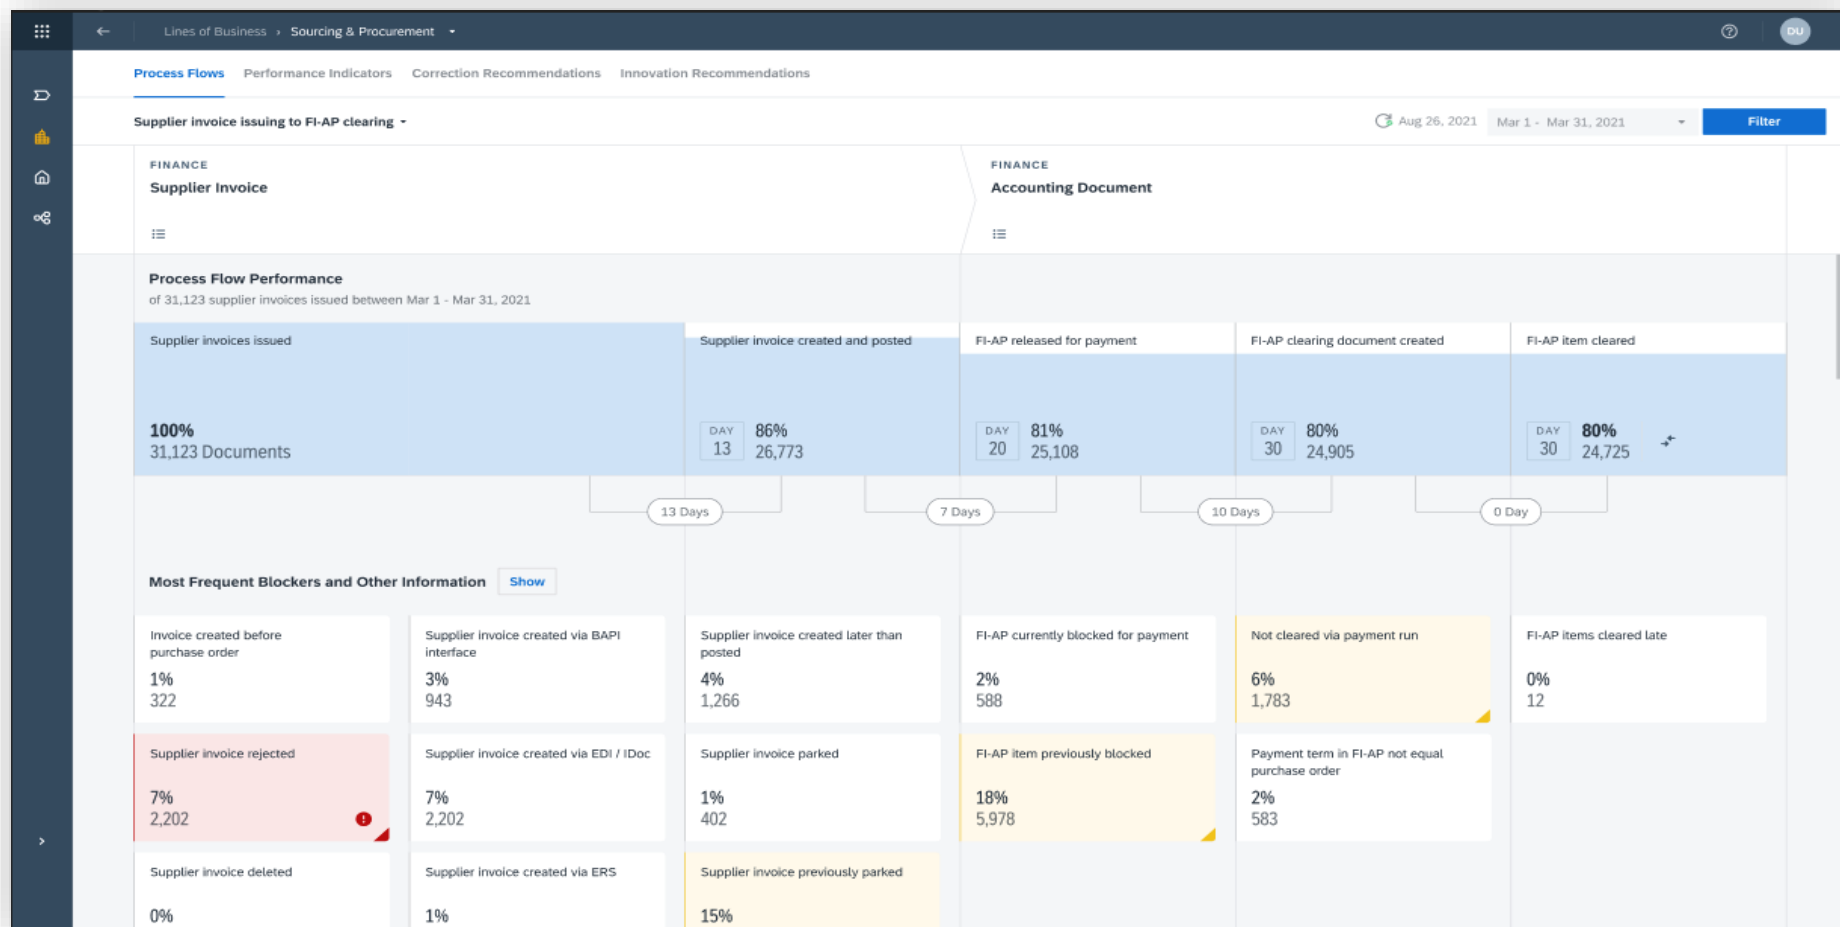 Lines of Business › Sourcing & Procurement
DU
Process Flows Performance Indicators Correction Recommendations Innovation Recommendations
Supplier invoice issuing to FI-AP clearing
Aug 26, 2021
Mar 1 - Mar 31, 2021
Filter
FINANCE
Supplier Invoice
FINANCE
Accounting Document
Process Flow Performance
of 31,123 supplier invoices issued between Mar 1 - Mar 31, 2021
Supplier invoices issued
100%
31,123 Documents
Supplier invoice created and posted
DAY
13
86%
26,773
FI-AP released for payment
DAY
20
81%
25,108
FI-AP clearing document created
DAY
30
80%
24,905
FI-AP item cleared
DAY
30
80%
24,725
13 Days
7 Days
10 Days
0 Day
Most Frequent Blockers and Other Information
Show
Invoice created before
purchase order
1%
322
Supplier invoice created via BAPI
interface
3%
943
Supplier invoice created later than
posted
4%
1,266
FI-AP currently blocked for payment
2%
588
Not cleared via payment run
6%
1,783
FI-AP items cleared late
0%
12
Supplier invoice rejected
7%
2,202
Supplier invoice created via EDI / IDoc
7%
2,202
Supplier invoice parked
1%
402
FI-AP item previously blocked
18%
5,978
Payment term in FI-AP not equal
purchase order
2%
583
Supplier invoice deleted
0%
Supplier invoice created via ERS
1%
Supplier invoice previously parked
15%